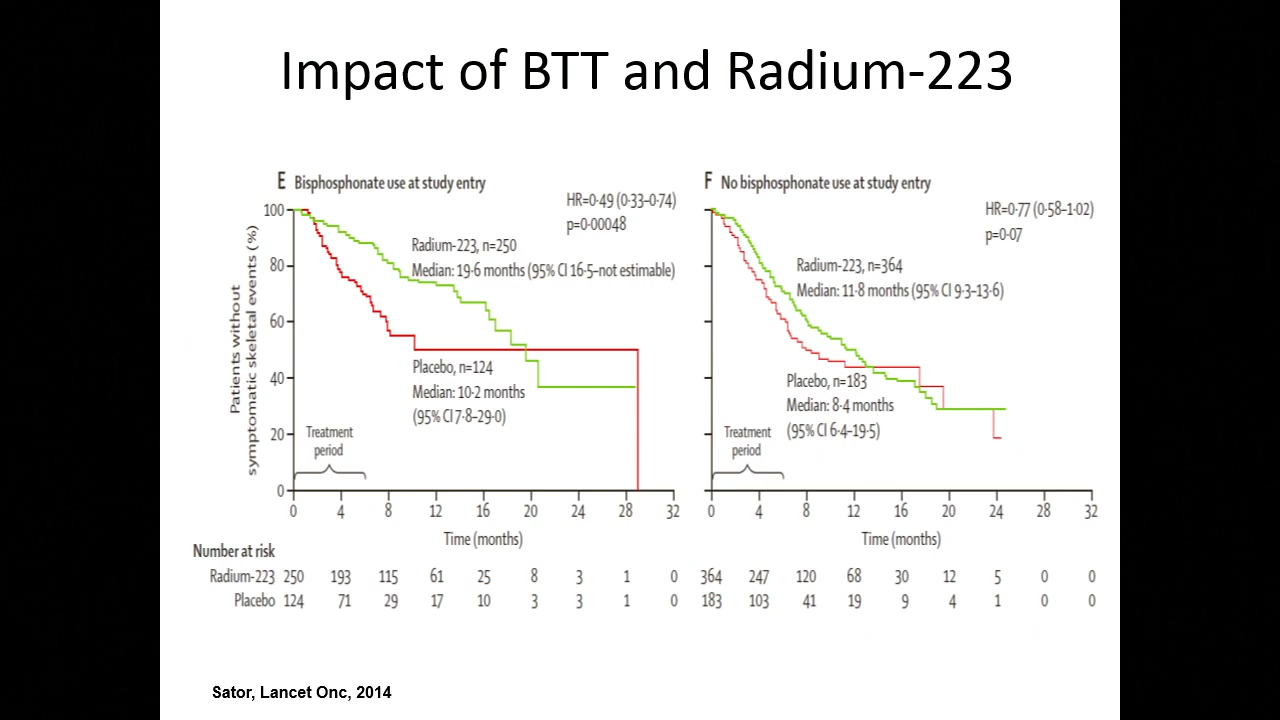 Impact of BTT and Radium-223
E Bisphosphonate use at study entry
HR=0·49 (0·33–0·74)
p=0·00048
Radium-223, n=250
Median: 19·6 months (95% CI 16·5–not estimable)
Placebo, n=124
Median: 10·2 months
(95% CI 7·8–29·0)
Treatment
period
Patients without
symptomatic skeletal events (%)
100
80
60
40
20
0
0 4 8 12 16 20 24 28 32
Time (months)
F No bisphosphonate use at study entry
HR=0·77 (0·58–1·02)
p=0·07
Radium-223, n=364
Median: 11·8 months (95% CI 9·3–13·6)
Placebo, n=183
Median: 8·4 months
(95% CI 6·4–19·5)
Treatment
period
0 4 8 12 16 20 24 28 32
Time (months)
Number at risk
Radium-223 250 193 115 61 25 8 3 1 0 364 247 120 68 30 12 5 0 0
Placebo 124 71 29 17 10 3 3 1 0 183 103 41 19 9 4 1 0 0
Sator, Lancet Onc, 2014